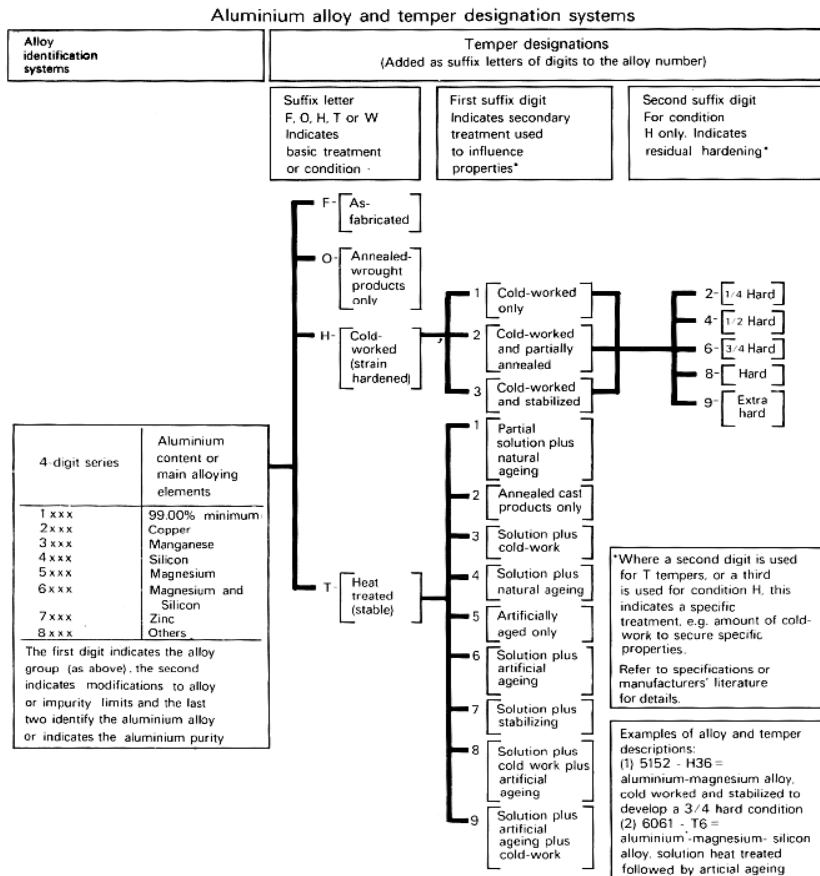 Aluminium alloy and temper designation systems
Alloy
identification
systems
Temper designations
(Added as suffix letters of digits to the alloy number)
Suffix letter
F, O, H, T or W
Indicates
basic treatment
or condition
First suffix digit
Indicates secondary
treatment used
to influence
properties*
Second suffix digit
For condition
H only. Indicates
residual hardening*
F- As-
fabricated
O- Annealed-
wrought
products
only
H- Cold-
worked
(strain
hardened)
1 Cold-worked
only
2 Cold-worked
and partially
annealed
3 Cold-worked
and stabilized
2- 1/4 Hard
4- 1/2 Hard
6- 3/4 Hard
8- Hard
9- Extra
hard
4-digit series
Aluminium
content or
main alloying
elements
1xxx 99.00% minimum
2xxx Copper
3xxx Manganese
4xxx Silicon
5xxx Magnesium
6xxx Magnesium and
Silicon
7xxx Zinc
8xxx Others
The first digit indicates the alloy
group (as above), the second
indicates modifications to alloy
or impurity limits and the last
two identify the aluminium alloy
or indicates the aluminium purity
T- Heat
treated
(stable)
1 Partial
solution plus
natural
ageing
2 Annealed cast
products only
3 Solution plus
cold-work
4 Solution plus
natural ageing
5 Artificially
aged only
6 Solution plus
artificial
ageing
7 Solution plus
stabilizing
8 Solution plus
cold work plus
artificial
ageing
9 Solution plus
artificial
ageing plus
cold-work
*Where a second digit is used
for T tempers, or a third
is used for condition H, this
indicates a specific
treatment, e.g. amount of cold-
work to secure specific
properties.
Refer to specifications or
manufacturers' literature
for details.
Examples of alloy and temper
descriptions:
(1) 5152 - H36 =
aluminium-magnesium alloy,
cold worked and stabilized to
develop a 3/4 hard condition
(2) 6061 - T6 =
aluminium-magnesium- silicon
alloy, solution heat treated
followed by articial ageing